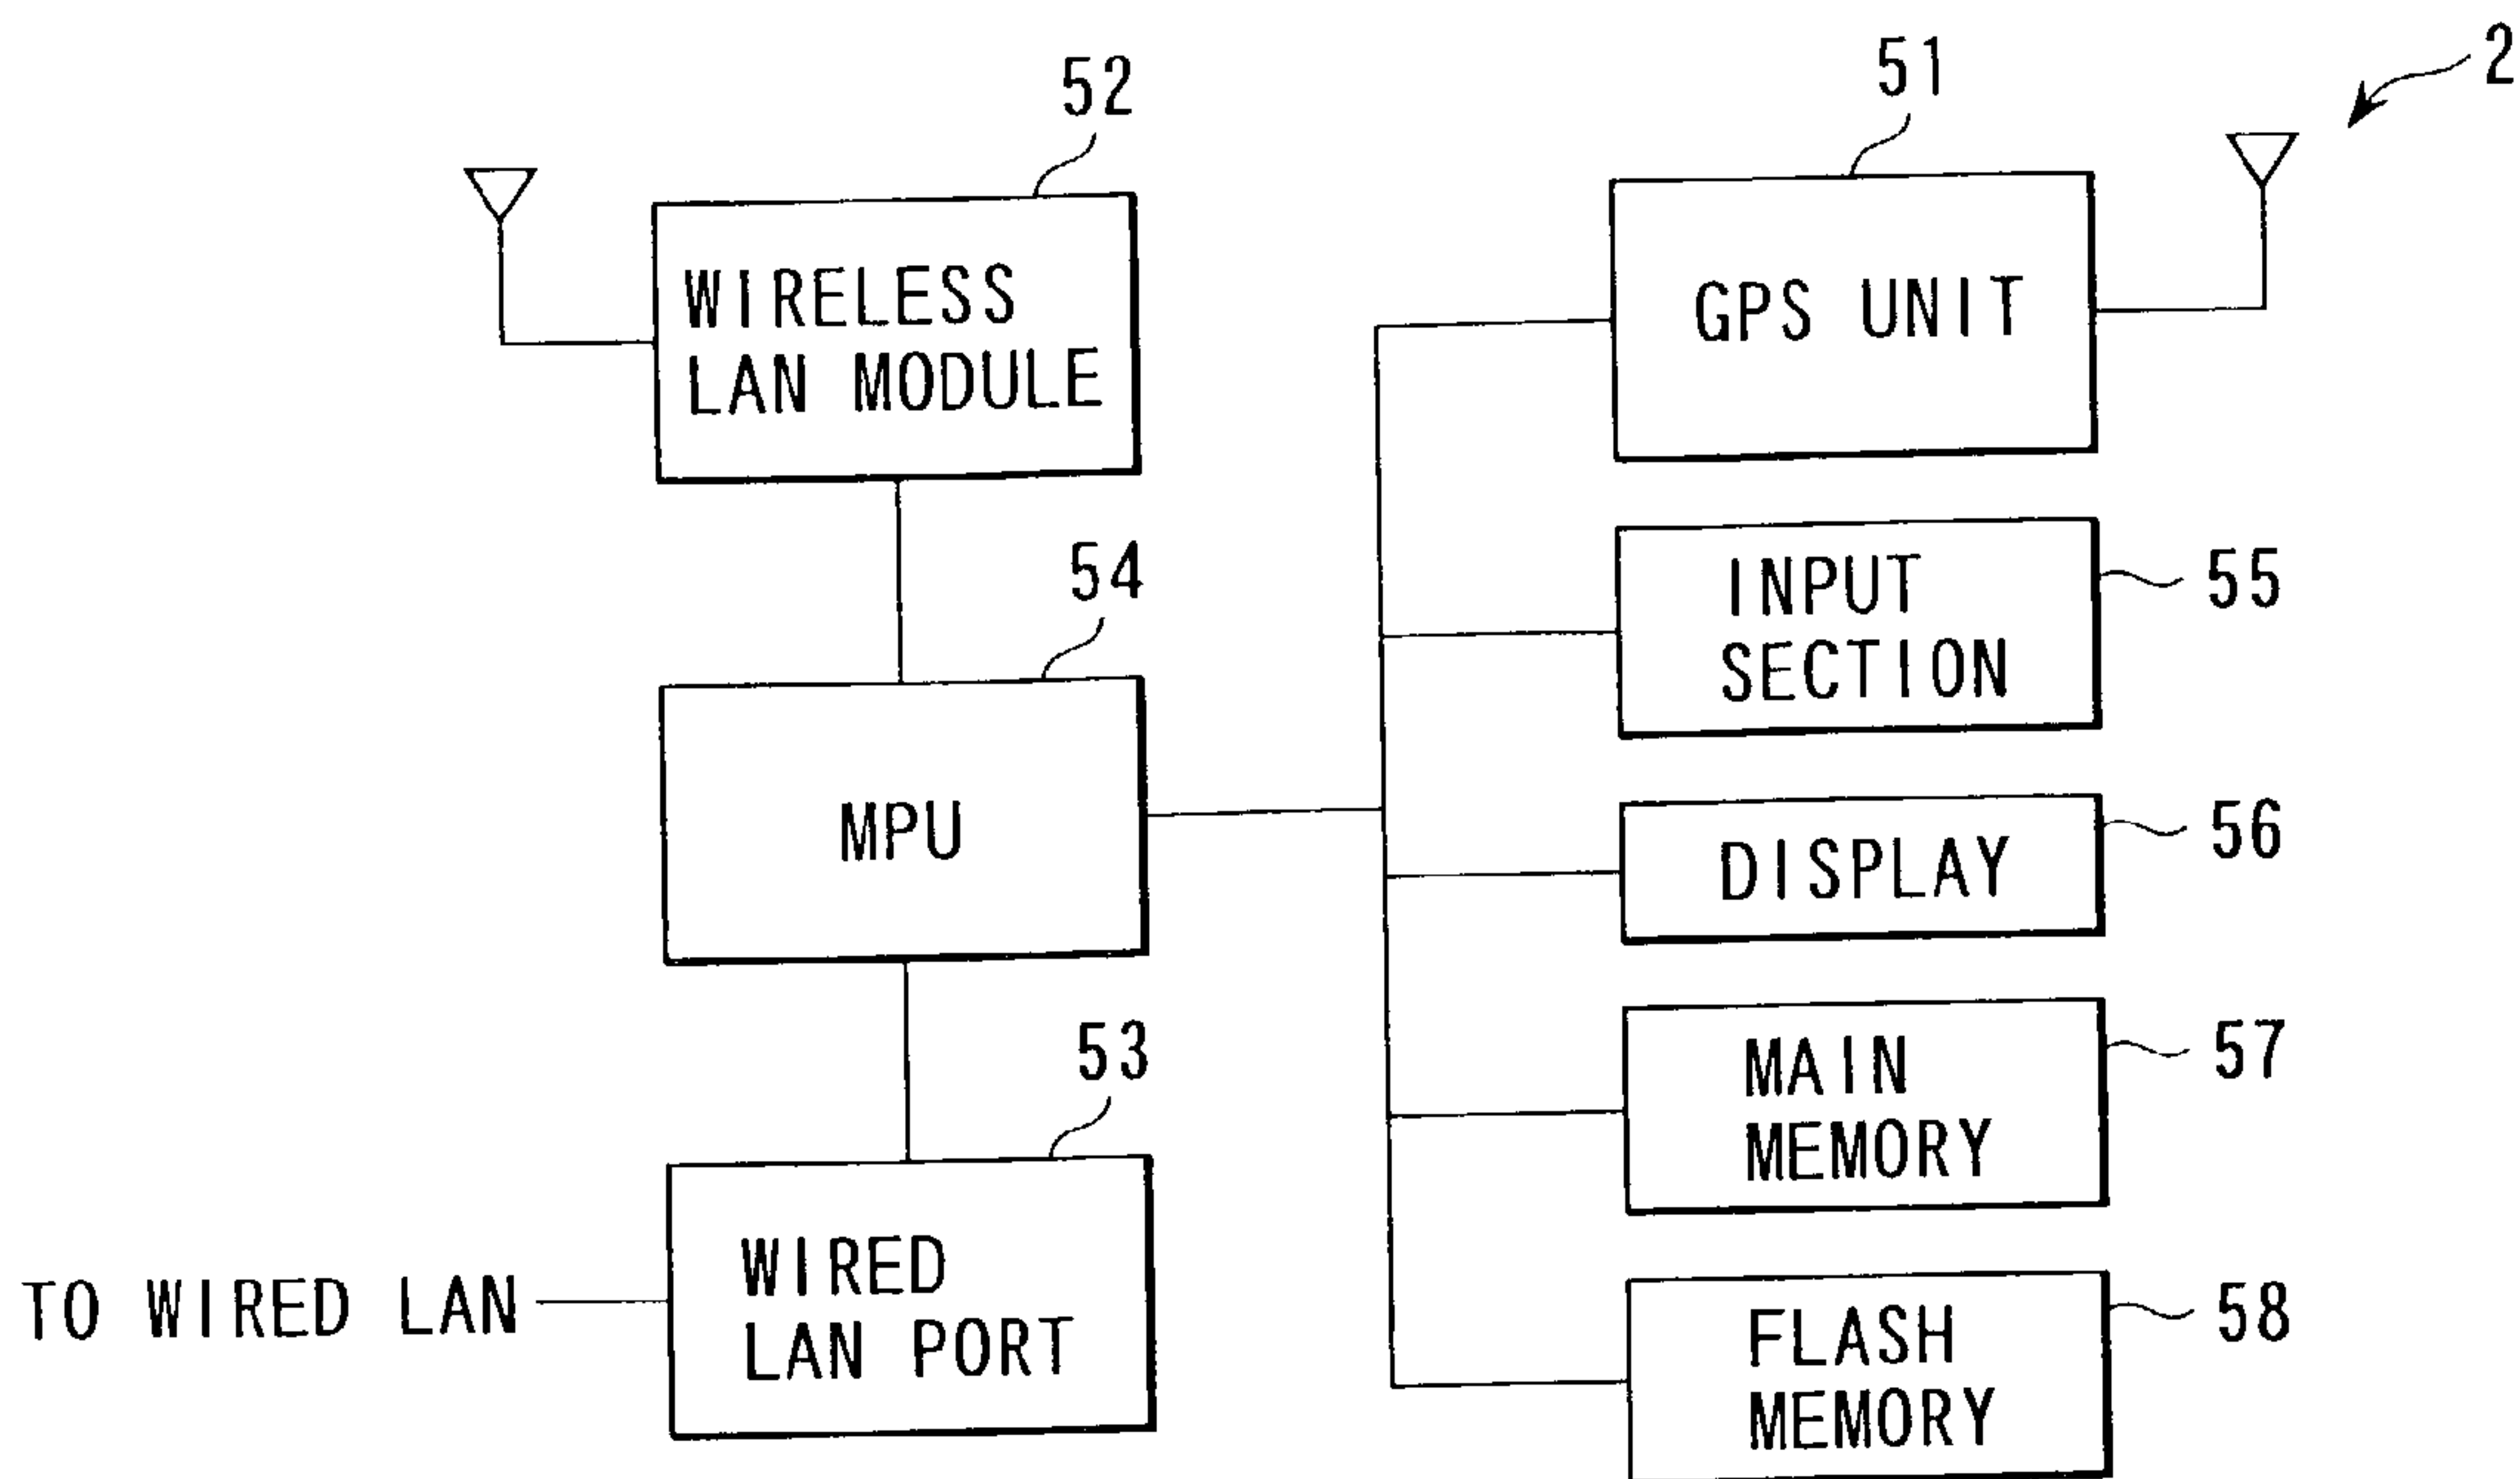 52
51
2
WIRELESS
LAN MODULE
GPS UNIT
54
INPUT
SECTION
55
MPU
DISPLAY
56
53
MAIN
MEMORY
57
TO WIRED LAN
WIRED
LAN PORT
FLASH
MEMORY
58